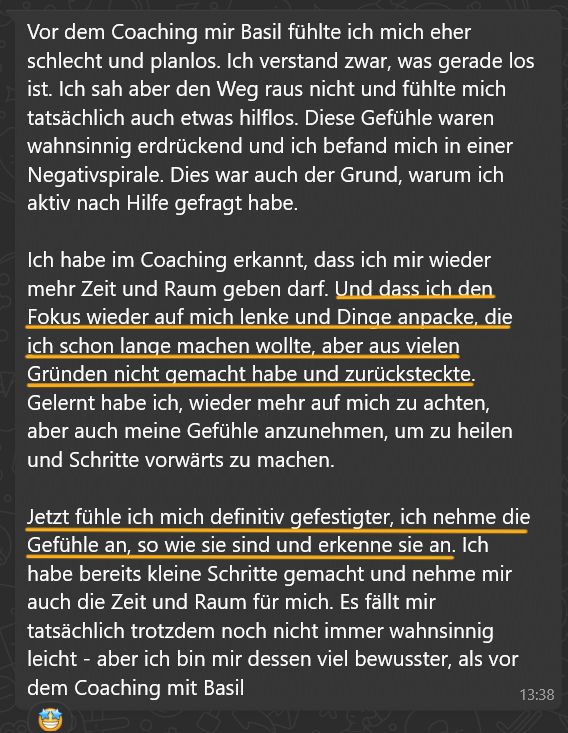 Vor dem Coaching mir Basil fühlte ich mich eher
schlecht und planlos. Ich verstand zwar, was gerade los
ist. Ich sah aber den Weg raus nicht und fühlte mich
tatsächlich auch etwas hilflos. Diese Gefühle waren
wahnsinnig erdrückend und ich befand mich in einer
Negativspirale. Dies war auch der Grund, warum ich
aktiv nach Hilfe gefragt habe.
Ich habe im Coaching erkannt, dass ich mir wieder
mehr Zeit und Raum geben darf. Und dass ich den
Fokus wieder auf mich lenke und Dinge anpacke, die
ich schon lange machen wollte, aber aus vielen
Gründen nicht gemacht habe und zurücksteckte.
Gelernt habe ich, wieder mehr auf mich zu achten,
aber auch meine Gefühle anzunehmen, um zu heilen
und Schritte vorwärts zu machen.
Jetzt fühle ich mich definitiv gefestigter, ich nehme die
Gefühle an, so wie sie sind und erkenne sie an. Ich
habe bereits kleine Schritte gemacht und nehme mir
auch die Zeit und Raum für mich. Es fällt mir
tatsächlich trotzdem noch nicht immer wahnsinnig
leicht - aber ich bin mir dessen viel bewusster, als vor
dem Coaching mit Basil
13:38